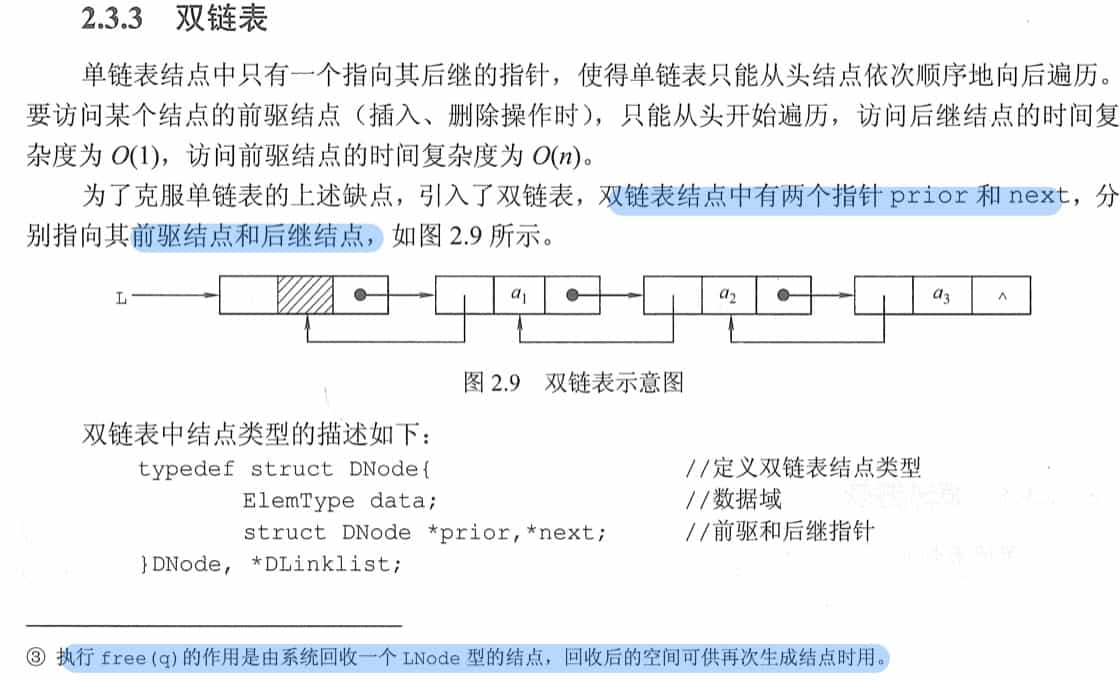 2.3.3 双链表
单链表结点中只有一个指向其后继的指针，使得单链表只能从头结点依次顺序地向后遍历。
要访问某个结点的前驱结点（插入、删除操作时），只能从头开始遍历，访问后继结点的时间复
杂度为 O(1)，访问前驱结点的时间复杂度为 O(n)。
为了克服单链表的上述缺点，引入了双链表，双链表结点中有两个指针 prior 和 next，分
别指向其前驱结点和后继结点，如图 2.9 所示。
L a₁ a₂ a₃ ∧
图 2.9 双链表示意图
双链表中结点类型的描述如下：
typedef struct DNode{ //定义双链表结点类型
ElemType data; //数据域
struct DNode *prior,*next; //前驱和后继指针
}DNode, *DLinklist;
③ 执行 free(q)的作用是由系统回收一个 LNode 型的结点，回收后的空间可供再次生成结点时用。